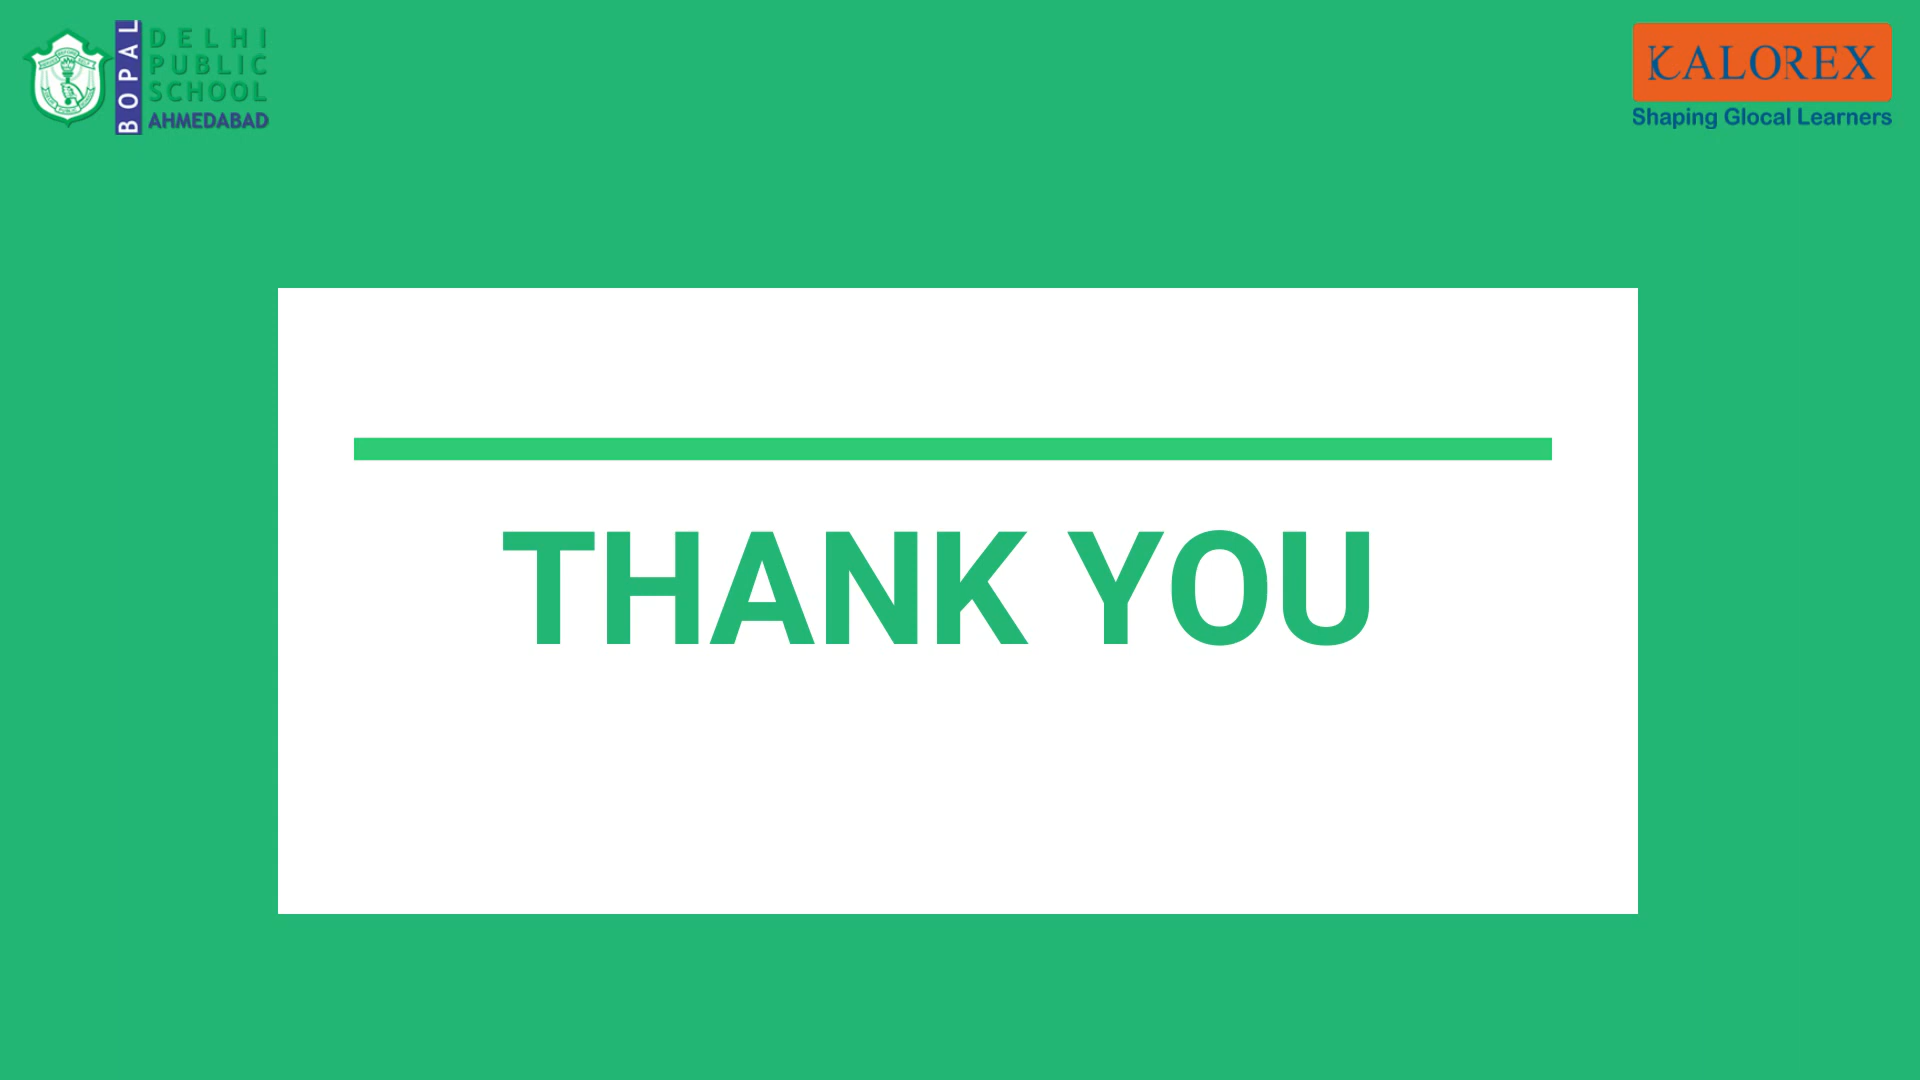 BOPAL
DELHI
PUBLIC
SCHOOL
AHMEDABAD
KALOREX
Shaping Glocal Learners
THANK YOU